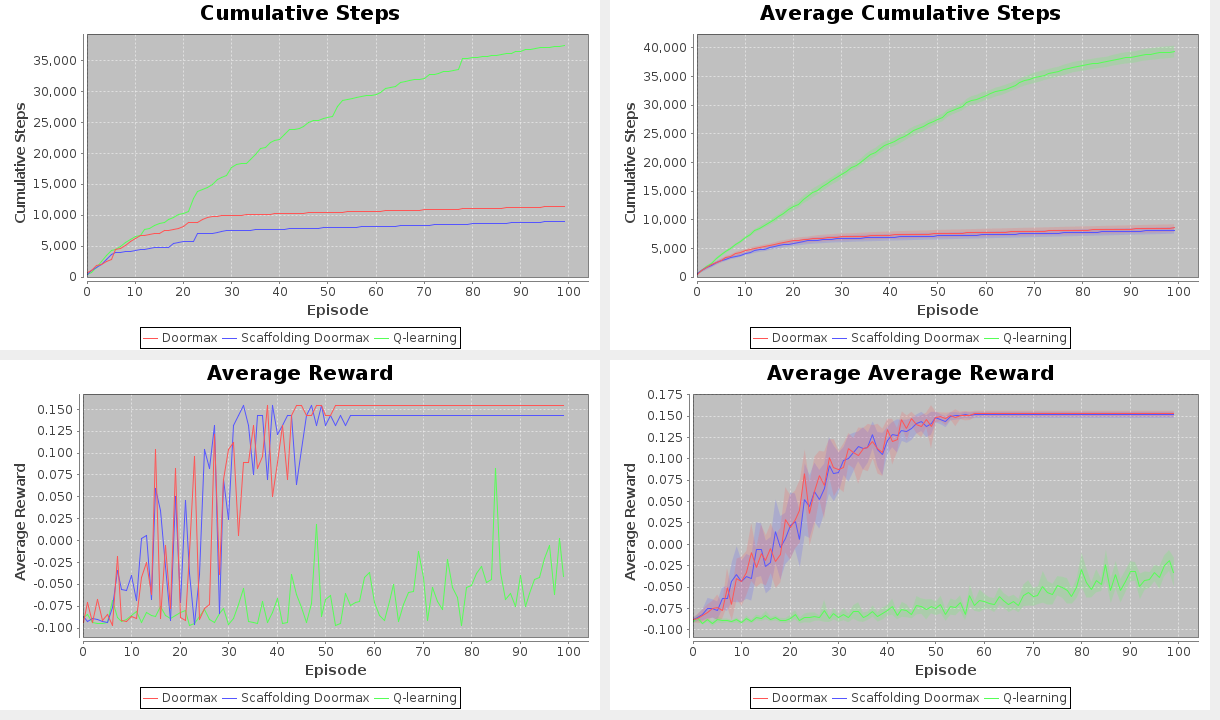 Cumulative Steps
Cumulative Steps
35,000
30,000
25,000
20,000
15,000
10,000
5,000
0
0 10 20 30 40 50 60 70 80 90 100
Episode
Doormax Scaffolding Doormax Q-learning
Average Cumulative Steps
Cumulative Steps
40,000
35,000
30,000
25,000
20,000
15,000
10,000
5,000
0
0 10 20 30 40 50 60 70 80 90 100
Episode
Doormax Scaffolding Doormax Q-learning
Average Reward
Average Reward
0.150
0.125
0.100
0.075
0.050
0.025
0.000
-0.025
-0.050
-0.075
-0.100
0 10 20 30 40 50 60 70 80 90 100
Episode
Doormax Scaffolding Doormax Q-learning
Average Average Reward
Average Reward
0.175
0.150
0.125
0.100
0.075
0.050
0.025
0.000
-0.025
-0.050
-0.075
-0.100
0 10 20 30 40 50 60 70 80 90 100
Episode
Doormax Scaffolding Doormax Q-learning